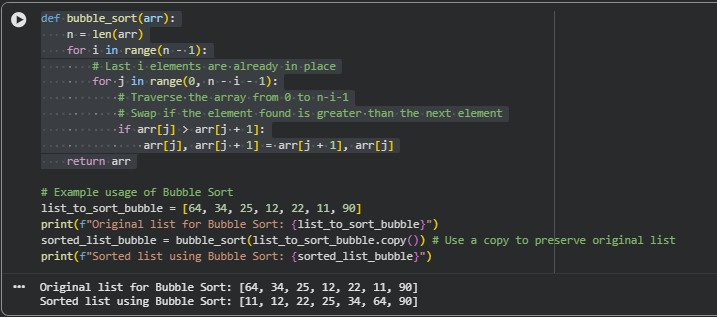 def bubble_sort(arr):
    n = len(arr)
    for i in range(n - 1):
        # Last i elements are already in place
        for j in range(0, n - i - 1):
            # Traverse the array from 0 to n-i-1
            # Swap if the element found is greater than the next element
            if arr[j] > arr[j + 1]:
                arr[j], arr[j + 1] = arr[j + 1], arr[j]
    return arr

# Example usage of Bubble Sort
list_to_sort_bubble = [64, 34, 25, 12, 22, 11, 90]
print(f"Original list for Bubble Sort: {list_to_sort_bubble}")
sorted_list_bubble = bubble_sort(list_to_sort_bubble.copy()) # Use a copy to preserve original list
print(f"Sorted list using Bubble Sort: {sorted_list_bubble}")
Original list for Bubble Sort: [64, 34, 25, 12, 22, 11, 90]
Sorted list using Bubble Sort: [11, 12, 22, 25, 34, 64, 90]